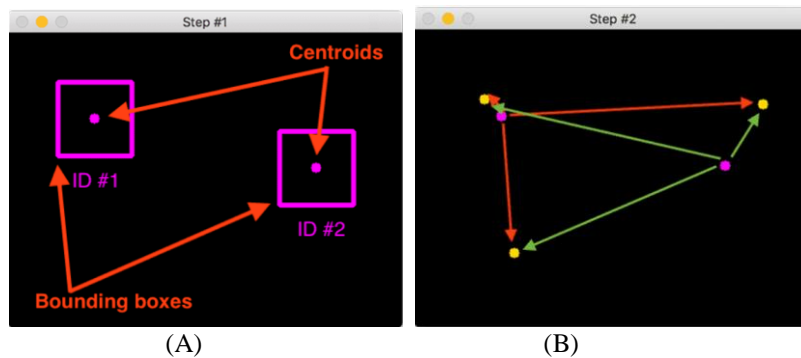 Step #1
Step #2
Centroids
ID #1
ID #2
Bounding boxes
(A)
(B)